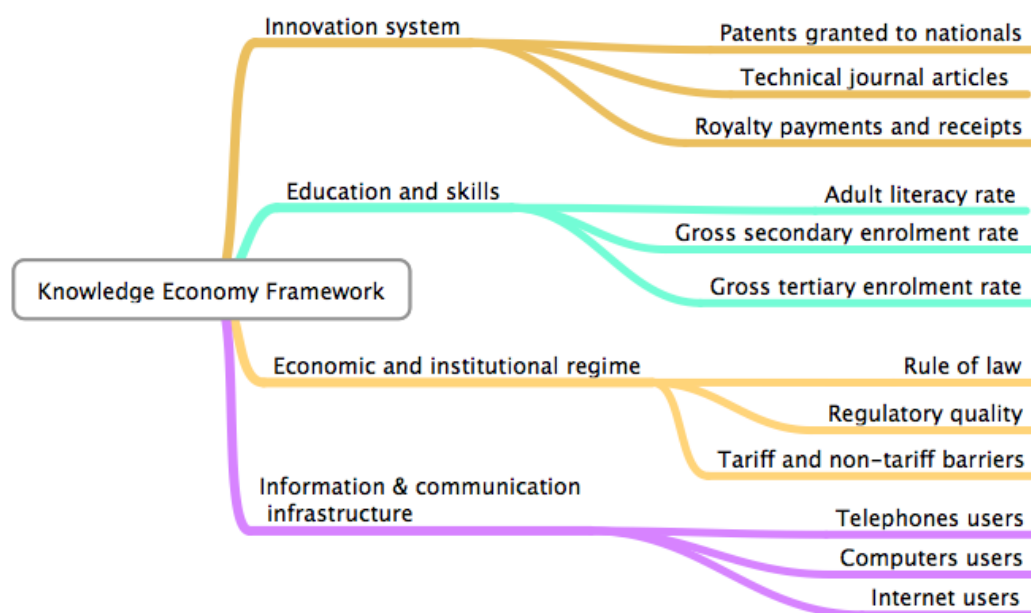 Innovation system
Patents granted to nationals
Technical journal articles
Royalty payments and receipts
Education and skills
Adult literacy rate
Gross secondary enrolment rate
Gross tertiary enrolment rate
Knowledge Economy Framework
Economic and institutional regime
Rule of law
Regulatory quality
Tariff and non-tariff barriers
Information & communication
infrastructure
Telephones users
Computers users
Internet users